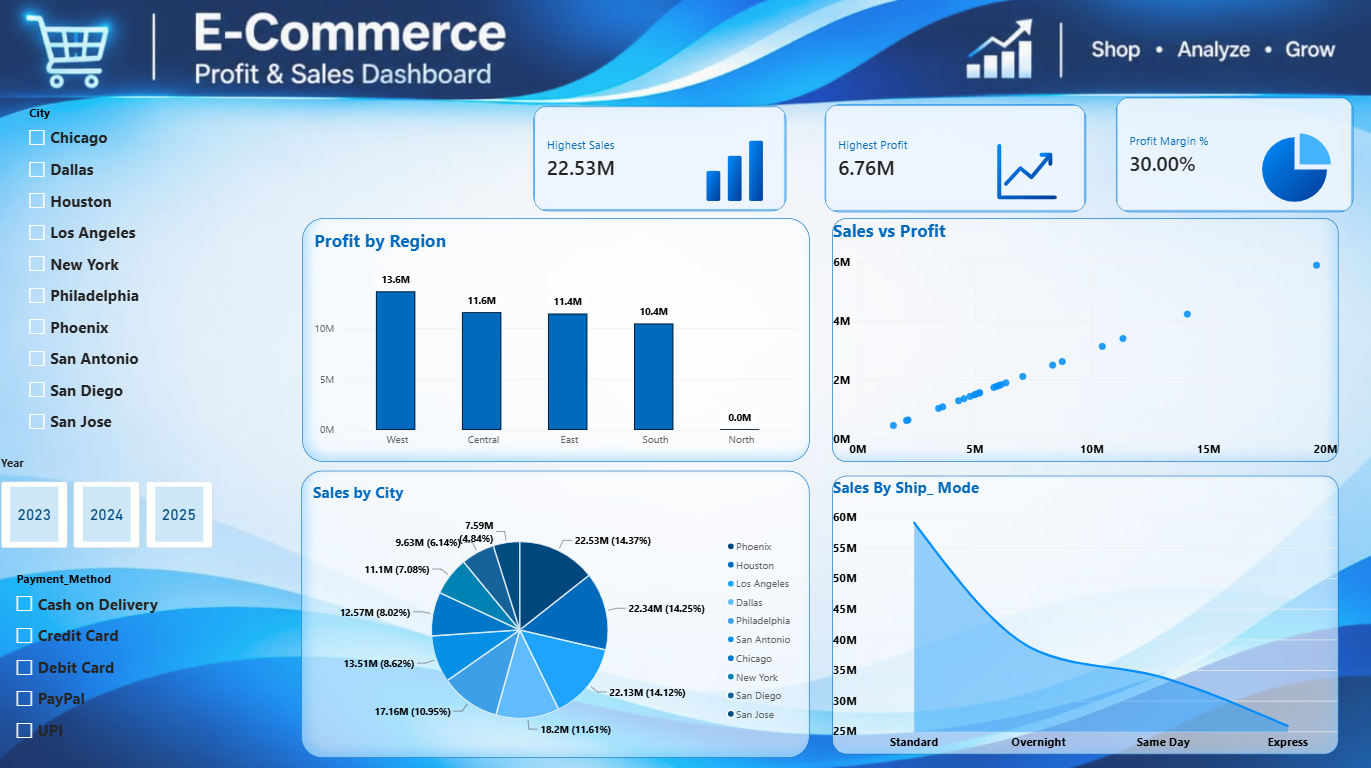 E-Commerce
Profit & Sales Dashboard
Shop • Analyze • Grow
City
Chicago
Dallas
Houston
Los Angeles
New York
Philadelphia
Phoenix
San Antonio
San Diego
San Jose
Year
2023
2024
2025
Payment_Method
Cash on Delivery
Credit Card
Debit Card
PayPal
UPI
Highest Sales
22.53M
Highest Profit
6.76M
Profit Margin %
30.00%
Profit by Region
13.6M
11.6M
11.4M
10.4M
0.0M
10M
5M
0M
West
Central
East
South
North
Sales vs Profit
6M
4M
2M
0M
0M
5M
10M
15M
20M
Sales by City
22.53M (14.37%)
22.34M (14.25%)
22.13M (14.12%)
18.2M (11.61%)
17.16M (10.95%)
13.51M (8.62%)
12.57M (8.02%)
11.1M (7.08%)
9.63M (6.14%)
7.59M
(4.84%)
Phoenix
Houston
Los Angeles
Dallas
Philadelphia
San Antonio
Chicago
New York
San Diego
San Jose
Sales By Ship_ Mode
60M
55M
50M
45M
40M
35M
30M
25M
Standard
Overnight
Same Day
Express